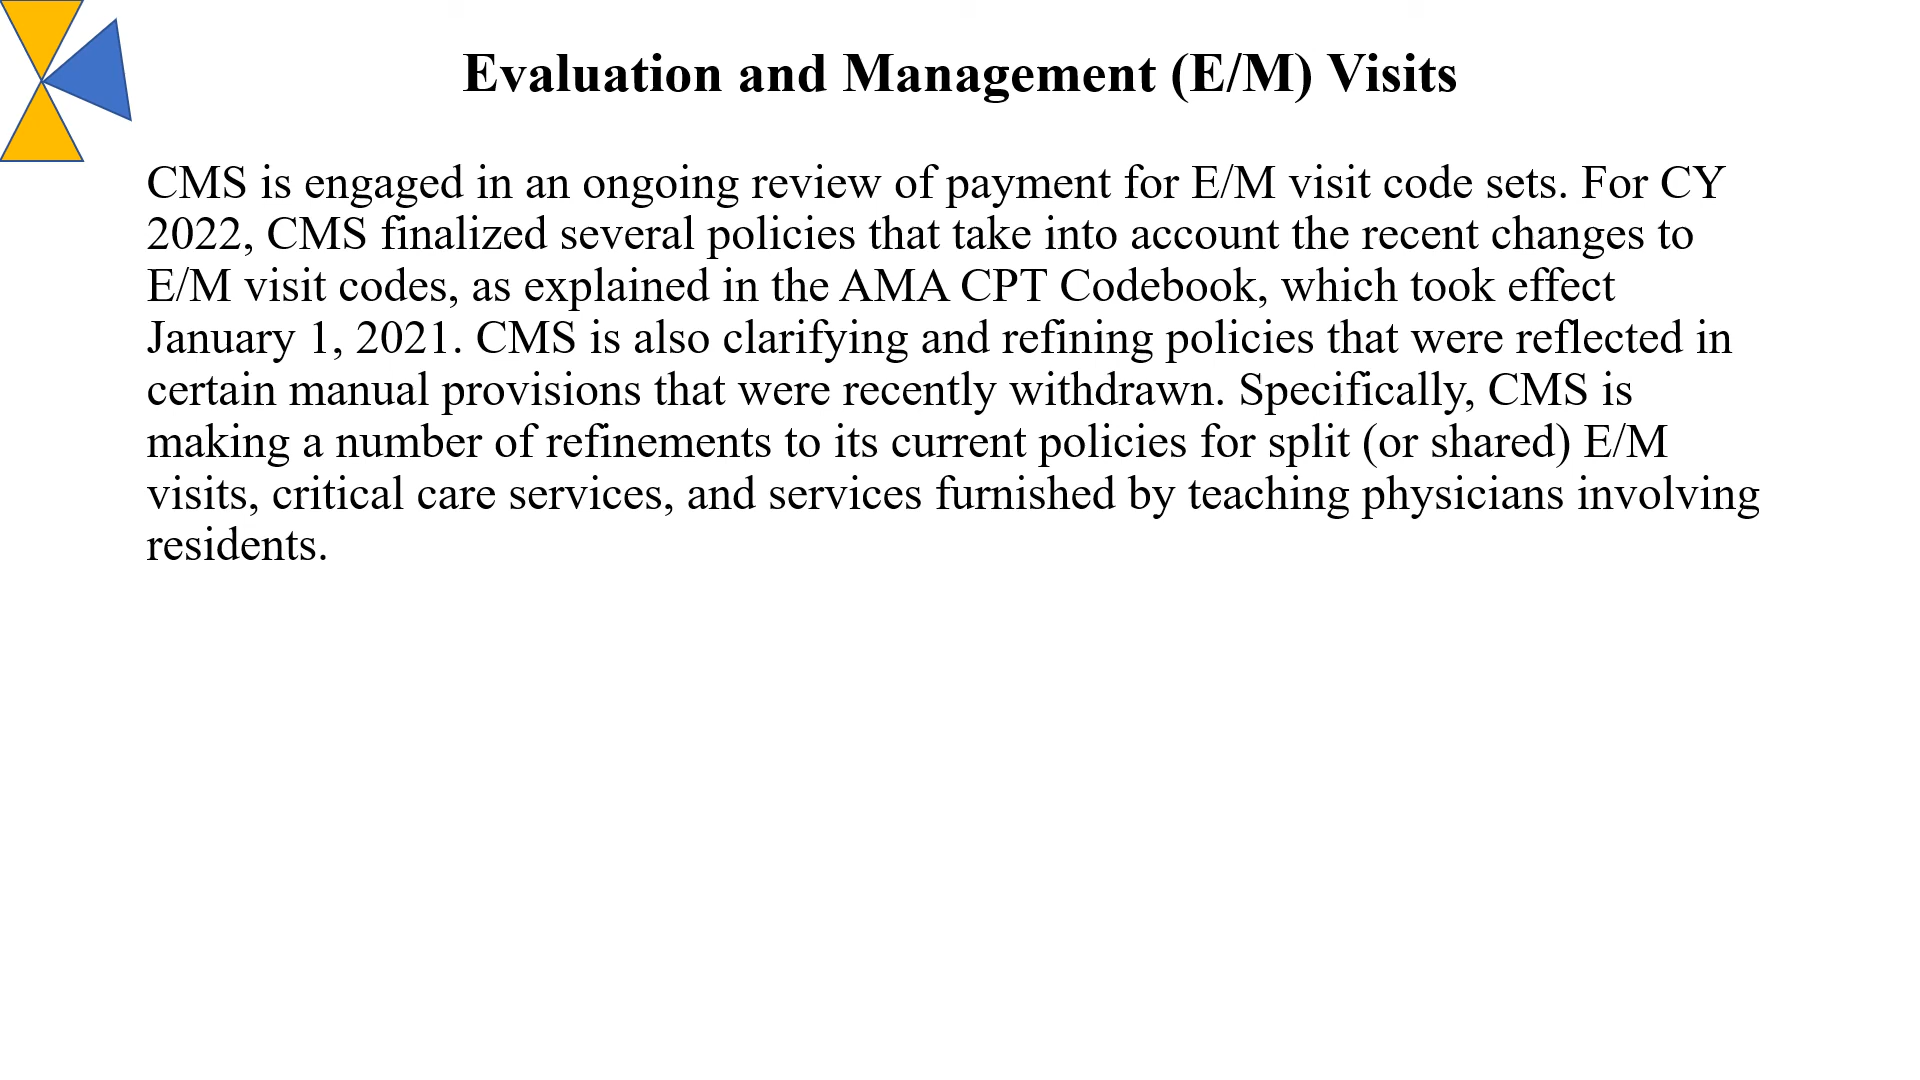 Evaluation and Management (E/M) Visits
CMS is engaged in an ongoing review of payment for E/M visit code sets. For CY
2022, CMS finalized several policies that take into account the recent changes to
E/M visit codes, as explained in the AMA CPT Codebook, which took effect
January 1, 2021. CMS is also clarifying and refining policies that were reflected in
certain manual provisions that were recently withdrawn. Specifically, CMS is
making a number of refinements to its current policies for split (or shared) E/M
visits, critical care services, and services furnished by teaching physicians involving
residents.